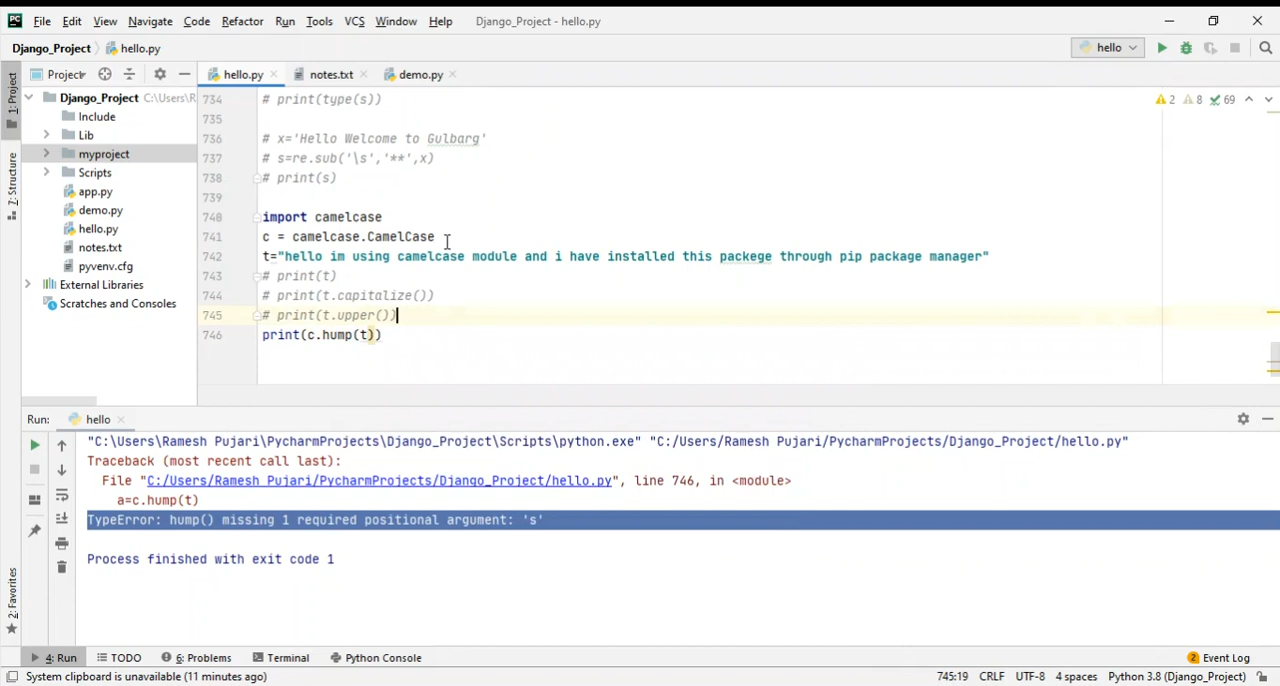 PC File Edit View Navigate Code Refactor Run Tools VCS Window Help Django_Project - hello.py
Django_Project hello.py hello
Project hello.py notes.txt demo.py
1: Project
7: Structure
2: Favorites
Django_Project C:\Users\R
Include
Lib
myproject
Scripts
app.py
demo.py
hello.py
notes.txt
pyvenv.cfg
External Libraries
Scratches and Consoles
2 8 69
734 # print(type(s))
735
736 # x='Hello Welcome to Gulbarg'
737 # s=re.sub('\s','**',x)
738 # print(s)
739
740 import camelcase
741 c = camelcase.CamelCase
742 t="hello im using camelcase module and i have installed this packege through pip package manager"
743 # print(t)
744 # print(t.capitalize())
745 # print(t.upper())
746 print(c.hump(t))
Run: hello
"C:\Users\Ramesh Pujari\PycharmProjects\Django_Project\Scripts\python.exe" "C:/Users/Ramesh Pujari/PycharmProjects/Django_Project/hello.py"
Traceback (most recent call last):
File "C:/Users/Ramesh Pujari/PycharmProjects/Django_Project/hello.py", line 746, in <module>
a=c.hump(t)
TypeError: hump() missing 1 required positional argument: 's'
Process finished with exit code 1
4: Run TODO 6: Problems Terminal Python Console 2 Event Log
System clipboard is unavailable (11 minutes ago) 745:19 CRLF UTF-8 4 spaces Python 3.8 (Django_Project)